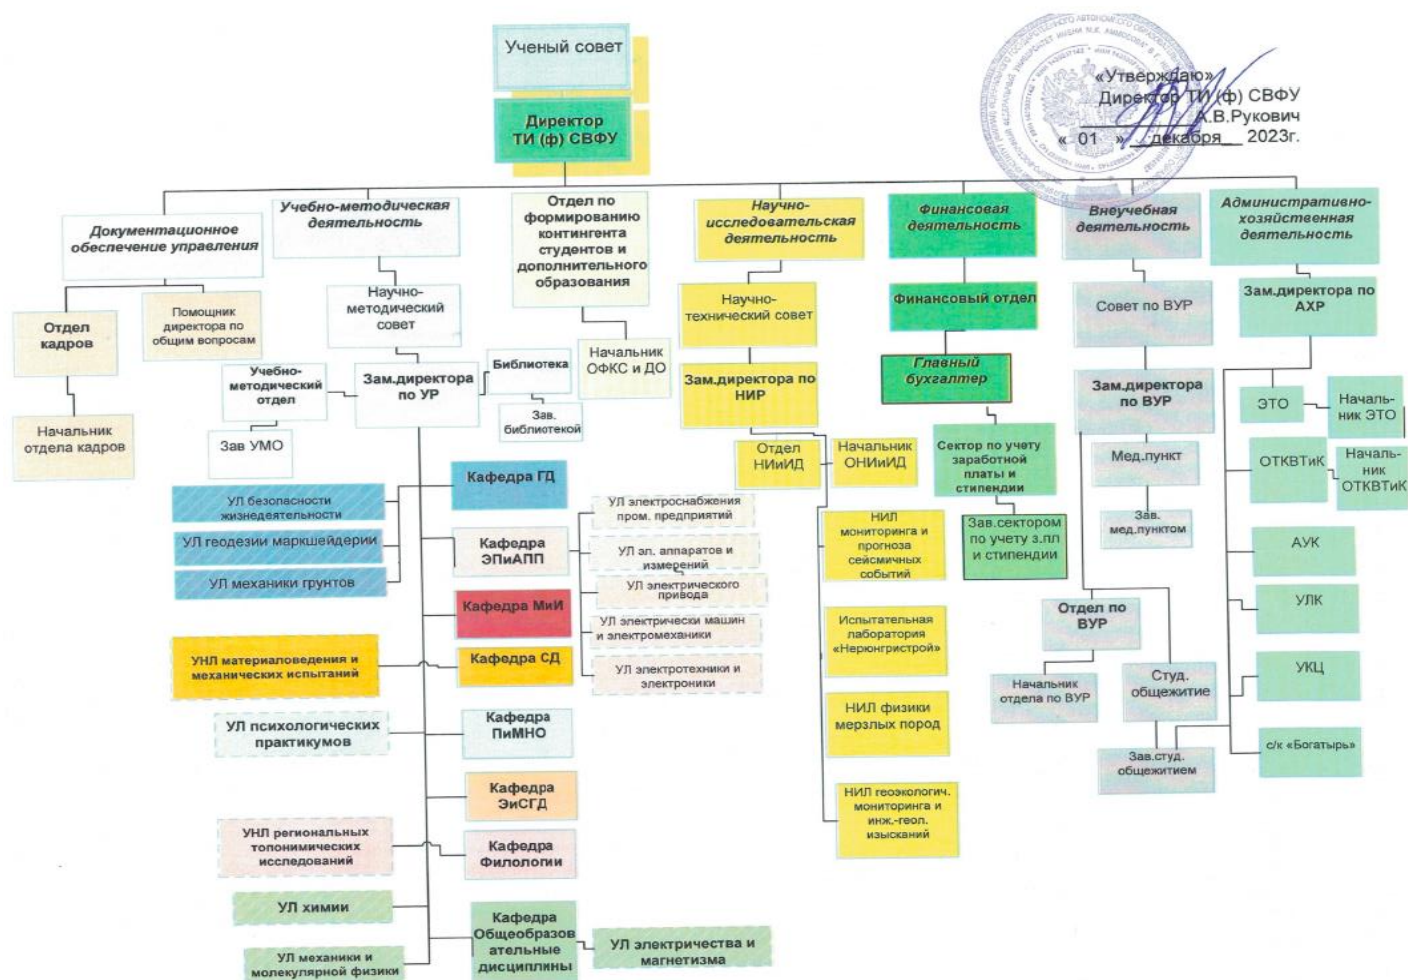 Ученый совет
Директор
ТИ (ф) СВФУ
«Утверждаю»
Директор ТИ (ф) СВФУ
А.В.Рукович
« 01 » __декабря__ 2023г.
Документационное
обеспечение управления
Учебно-методическая
деятельность
Отдел по
формированию
контингента
студентов и
дополнительного
образования
Научно-
исследовательская
деятельность
Финансовая
деятельность
Внеучебная
деятельность
Административно-
хозяйственная
деятельность
Отдел
кадров
Помощник
директора по
общим вопросам
Научно-
методический
совет
Начальник
ОФКС и ДО
Научно-
технический совет
Финансовый отдел
Совет по ВУР
Зам.директора по
АХР
Начальник
отдела кадров
Учебно-
методический
отдел
Зав УМО
Зам.директора
по УР
Библиотека
Зав.
библиотекой
Зам.директора по
НИР
Главный
бухгалтер
Зам.директора
по ВУР
ЭТО
Началь-
ник ЭТО
Отдел
НИиИД
Начальник
ОНИиИД
Сектор по учету
заработной
платы и
стипендии
Мед.пункт
ОТКВТиК
Началь-
ник
ОТКВТиК
Кафедра ГД
УЛ безопасности
жизнедеятельности
УЛ геодезии маркшейдерии
УЛ механики грунтов
Кафедра
ЭПиАПП
УЛ электроснабжения
пром. предприятий
УЛ эл. аппаратов и
измерений
УЛ электрического
привода
УЛ электрически машин
и электромеханики
УЛ электротехники и
электроники
НИЛ
мониторинга и
прогноза
сейсмичных
событий
Зав.сектором
по учету з.пл
и стипендии
Зав.
мед.пунктом
АУК
Кафедра МиИ
Испытательная
лаборатория
«Нерюнгристрой»
Отдел по
ВУР
УЛК
УНЛ материаловедения и
механических испытаний
Кафедра СД
Начальник
отдела по ВУР
Студ.
общежитие
УКЦ
УЛ психологических
практикумов
Кафедра
ПиМНО
НИЛ физики
мерзлых пород
Зав.студ.
общежитием
с/к «Богатырь»
Кафедра
ЭиСГД
НИЛ геоэкологич.
мониторинга и
инж.-геол.
изысканий
УНЛ региональных
топонимических
исследований
Кафедра
Филологии
УЛ химии
УЛ механики и
молекулярной физики
Кафедра
Общеобразов
ательные
дисциплины
УЛ электричества и
магнетизма